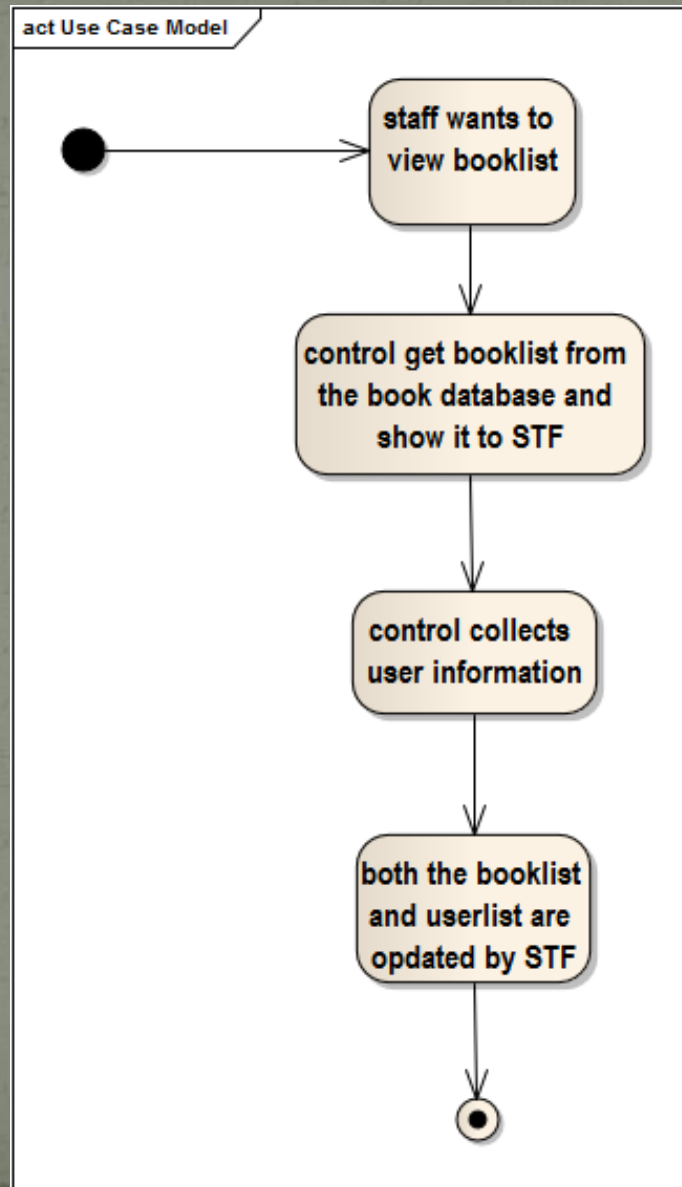 act Use Case Model
staff wants to
view booklist
control get booklist from
the book database and
show it to STF
control collects
user information
both the booklist
and userlist are
opdated by STF